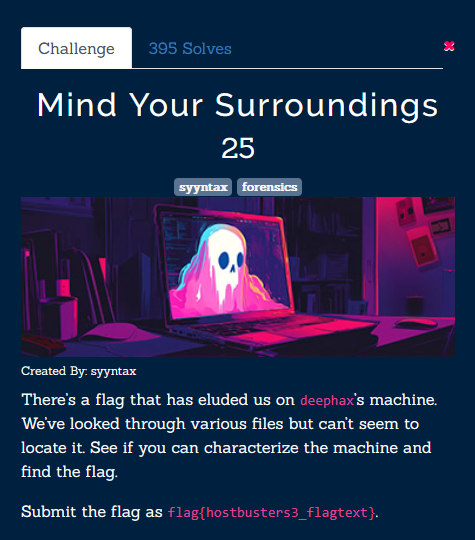 Challenge 395 Solves ✖
Mind Your Surroundings
25
syyntax forensics
Created By: syyntax
There's a flag that has eluded us on deephax's machine.
We've looked through various files but can't seem to
locate it. See if you can characterize the machine and
find the flag.
Submit the flag as flag{hostbusters3_flagtext}.